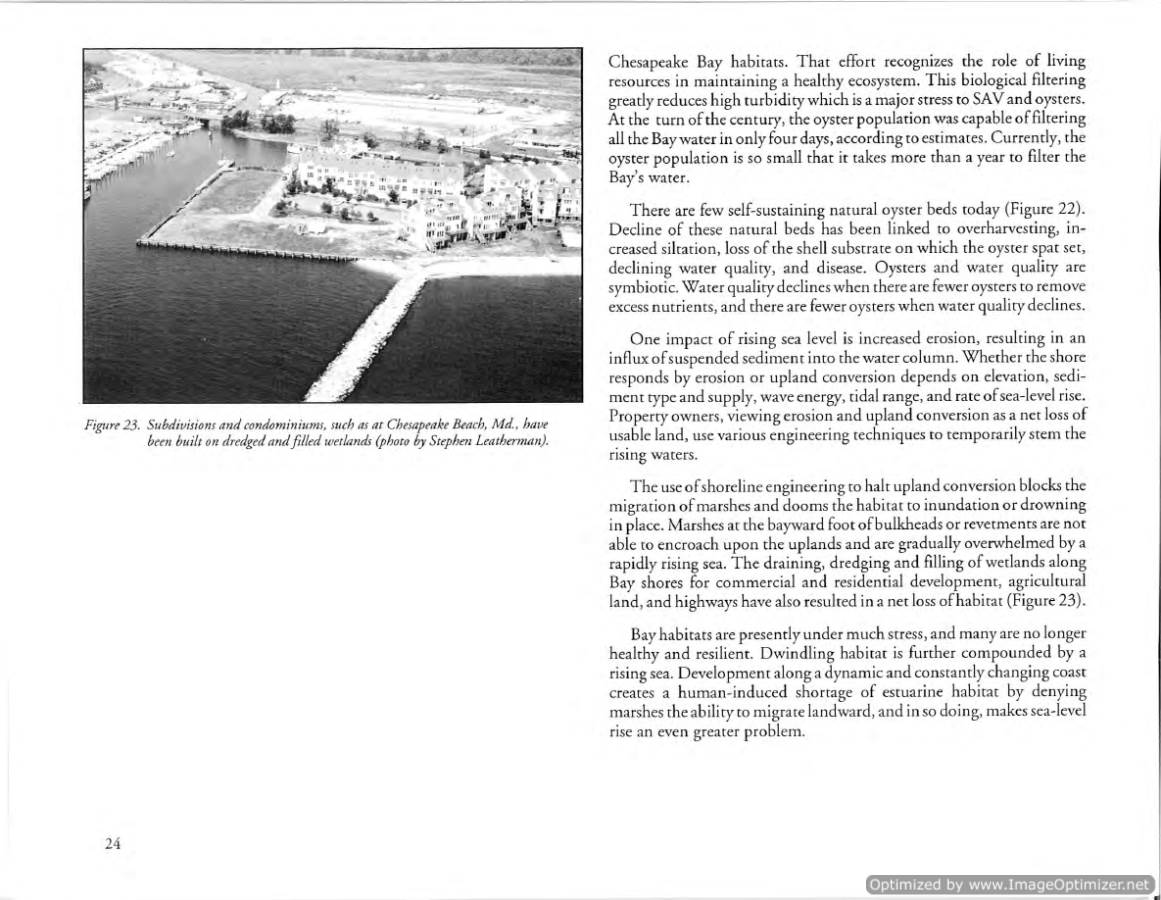 Figure 23. Subdivisions and condominiums, such as at Chesapeake Beach, Md., have
been built on dredged and filled wetlands (photo by Stephen Leatherman).
Chesapeake Bay habitats. That effort recognizes the role of living
resources in maintaining a healthy ecosystem. This biological filtering
greatly reduces high turbidity which is a major stress to SAV and oysters.
At the turn of the century, the oyster population was capable of filtering
all the Bay water in only four days, according to estimates. Currently, the
oyster population is so small that it takes more than a year to filter the
Bay's water.
There are few self-sustaining natural oyster beds today (Figure 22).
Decline of these natural beds has been linked to overharvesting, in-
creased siltation, loss of the shell substrate on which the oyster spat set,
declining water quality, and disease. Oysters and water quality are
symbiotic. Water quality declines when there are fewer oysters to remove
excess nutrients, and there are fewer oysters when water quality declines.
One impact of rising sea level is increased erosion, resulting in an
influx of suspended sediment into the water column. Whether the shore
responds by erosion or upland conversion depends on elevation, sedi-
ment type and supply, wave energy, tidal range, and rate of sea-level rise.
Property owners, viewing erosion and upland conversion as a net loss of
usable land, use various engineering techniques to temporarily stem the
rising waters.
The use of shoreline engineering to halt upland conversion blocks the
migration of marshes and dooms the habitat to inundation or drowning
in place. Marshes at the bayward foot of bulkheads or revetments are not
able to encroach upon the uplands and are gradually overwhelmed by a
rapidly rising sea. The draining, dredging and filling of wetlands along
Bay shores for commercial and residential development, agricultural
land, and highways have also resulted in a net loss of habitat (Figure 23).
Bay habitats are presently under much stress, and many are no longer
healthy and resilient. Dwindling habitat is further compounded by a
rising sea. Development along a dynamic and constantly changing coast
creates a human-induced shortage of estuarine habitat by denying
marshes the ability to migrate landward, and in so doing, makes sea-level
rise an even greater problem.
24
Optimized by www.ImageOptimizer.net